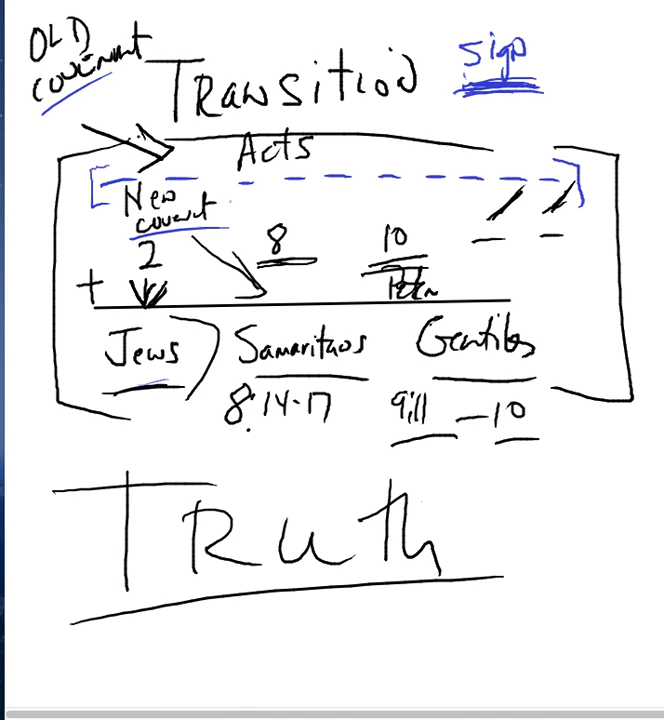 OLD
covenant
Transition
Sign
Acts
New
covent
2
8
10
Peter
+
Jews
Samaritans
Gentiles
8:14-17
9:11 - 10
TRuth